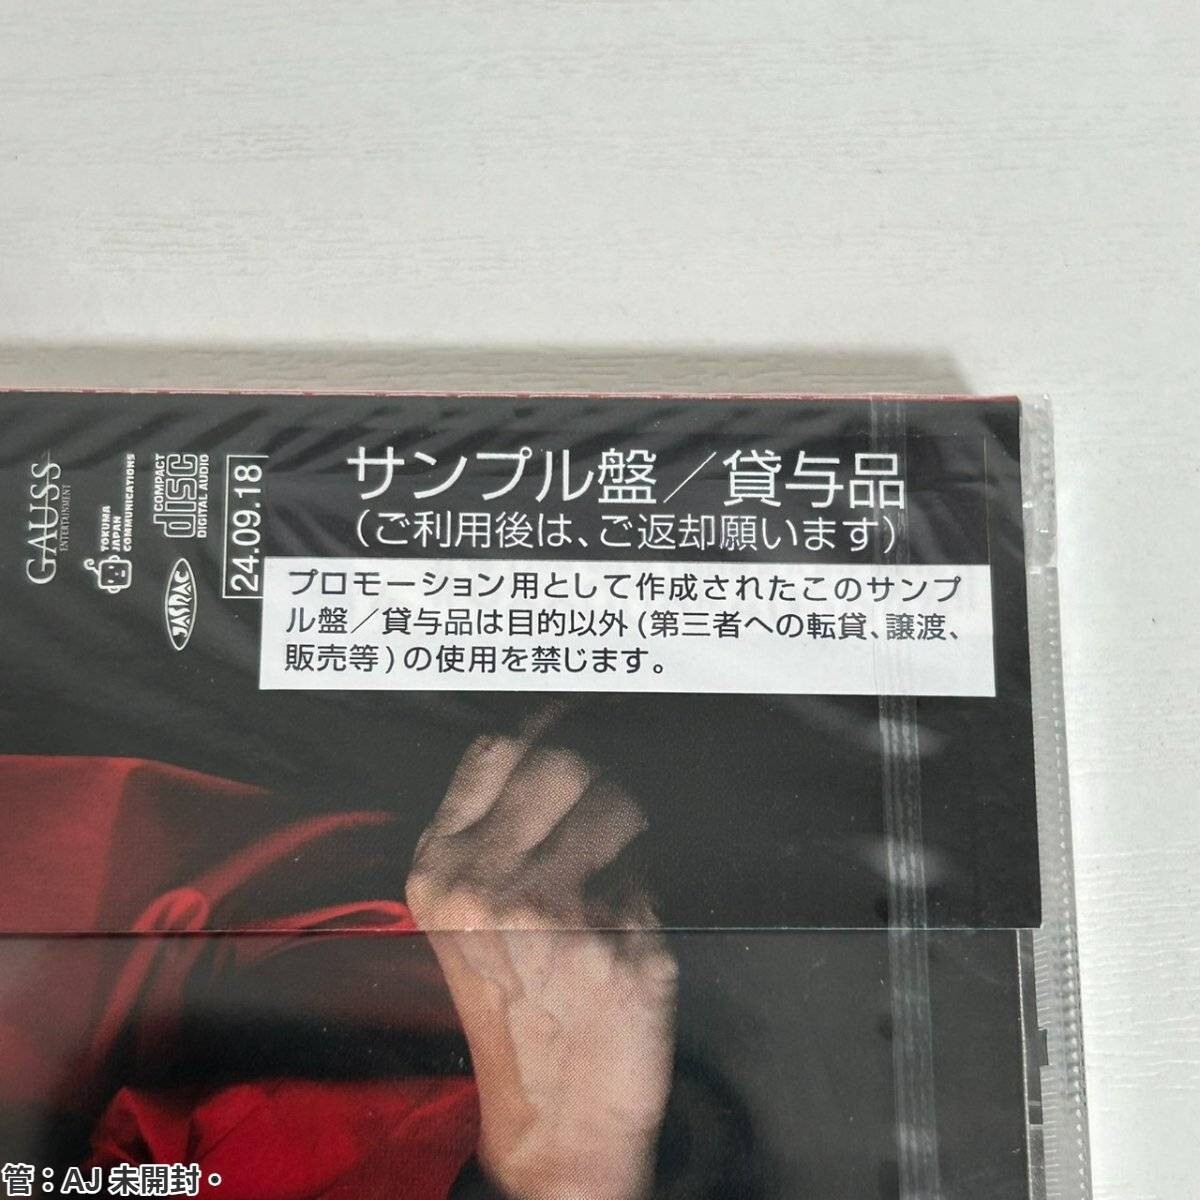 サンプル盤／貸与品
(ご利用後は、ご返却願います)
プロモーション用として作成されたこのサンプ
ル盤／貸与品は目的以外(第三者への転貸、譲渡、
販売等)の使用を禁じます。
24.09.18
COMPACT
disc
DIGITAL AUDIO
JASRAC
TOKUMA
JAPAN
COMMUNICATIONS
GAUSS
ENTERTAINMENT
管：AJ 未開封・